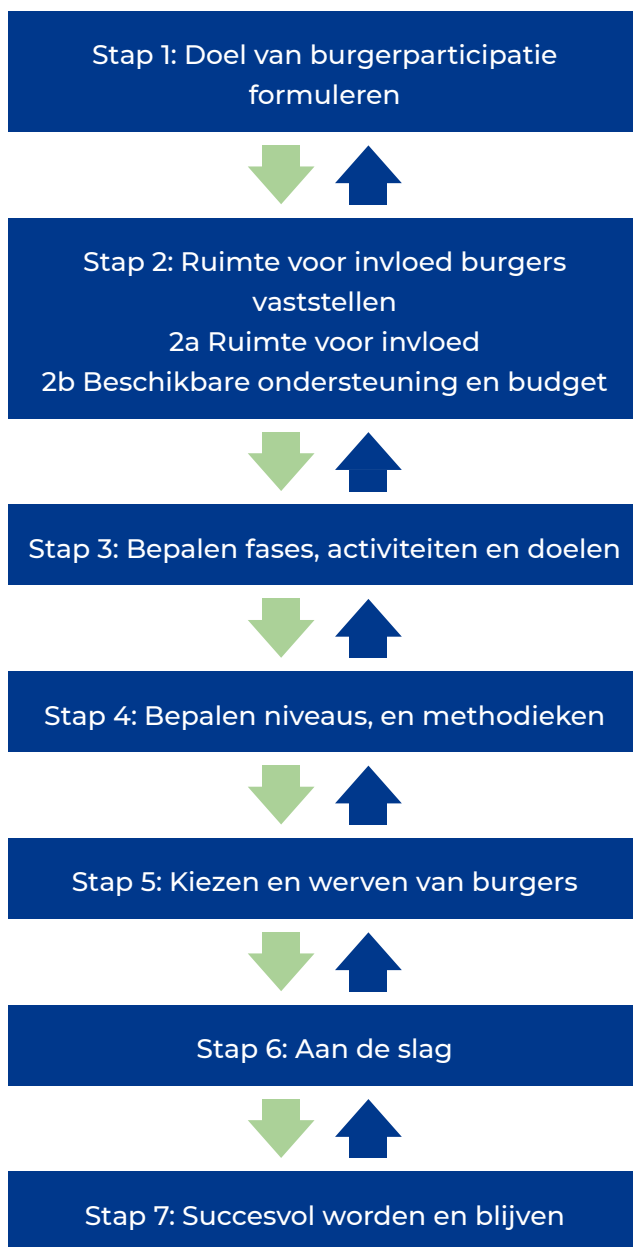 Stap 1: Doel van burgerparticipatie
formuleren
Stap 2: Ruimte voor invloed burgers
vaststellen
2a Ruimte voor invloed
2b Beschikbare ondersteuning en budget
Stap 3: Bepalen fases, activiteiten en doelen
Stap 4: Bepalen niveaus, en methodieken
Stap 5: Kiezen en werven van burgers
Stap 6: Aan de slag
Stap 7: Succesvol worden en blijven